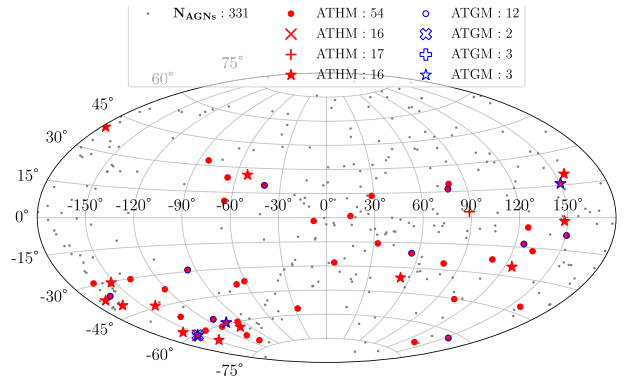 N_AGNs : 331 ATHM : 54 ATGM : 12
ATHM : 16 ATGM : 2
ATHM : 17 ATGM : 3
ATHM : 16 ATGM : 3
75°
60°
45°
30°
15°
0°
-150° -120° -90° -60° -30° 0° 30° 60° 90° 120° 150°
-15°
-30°
-45°
-60°
-75°